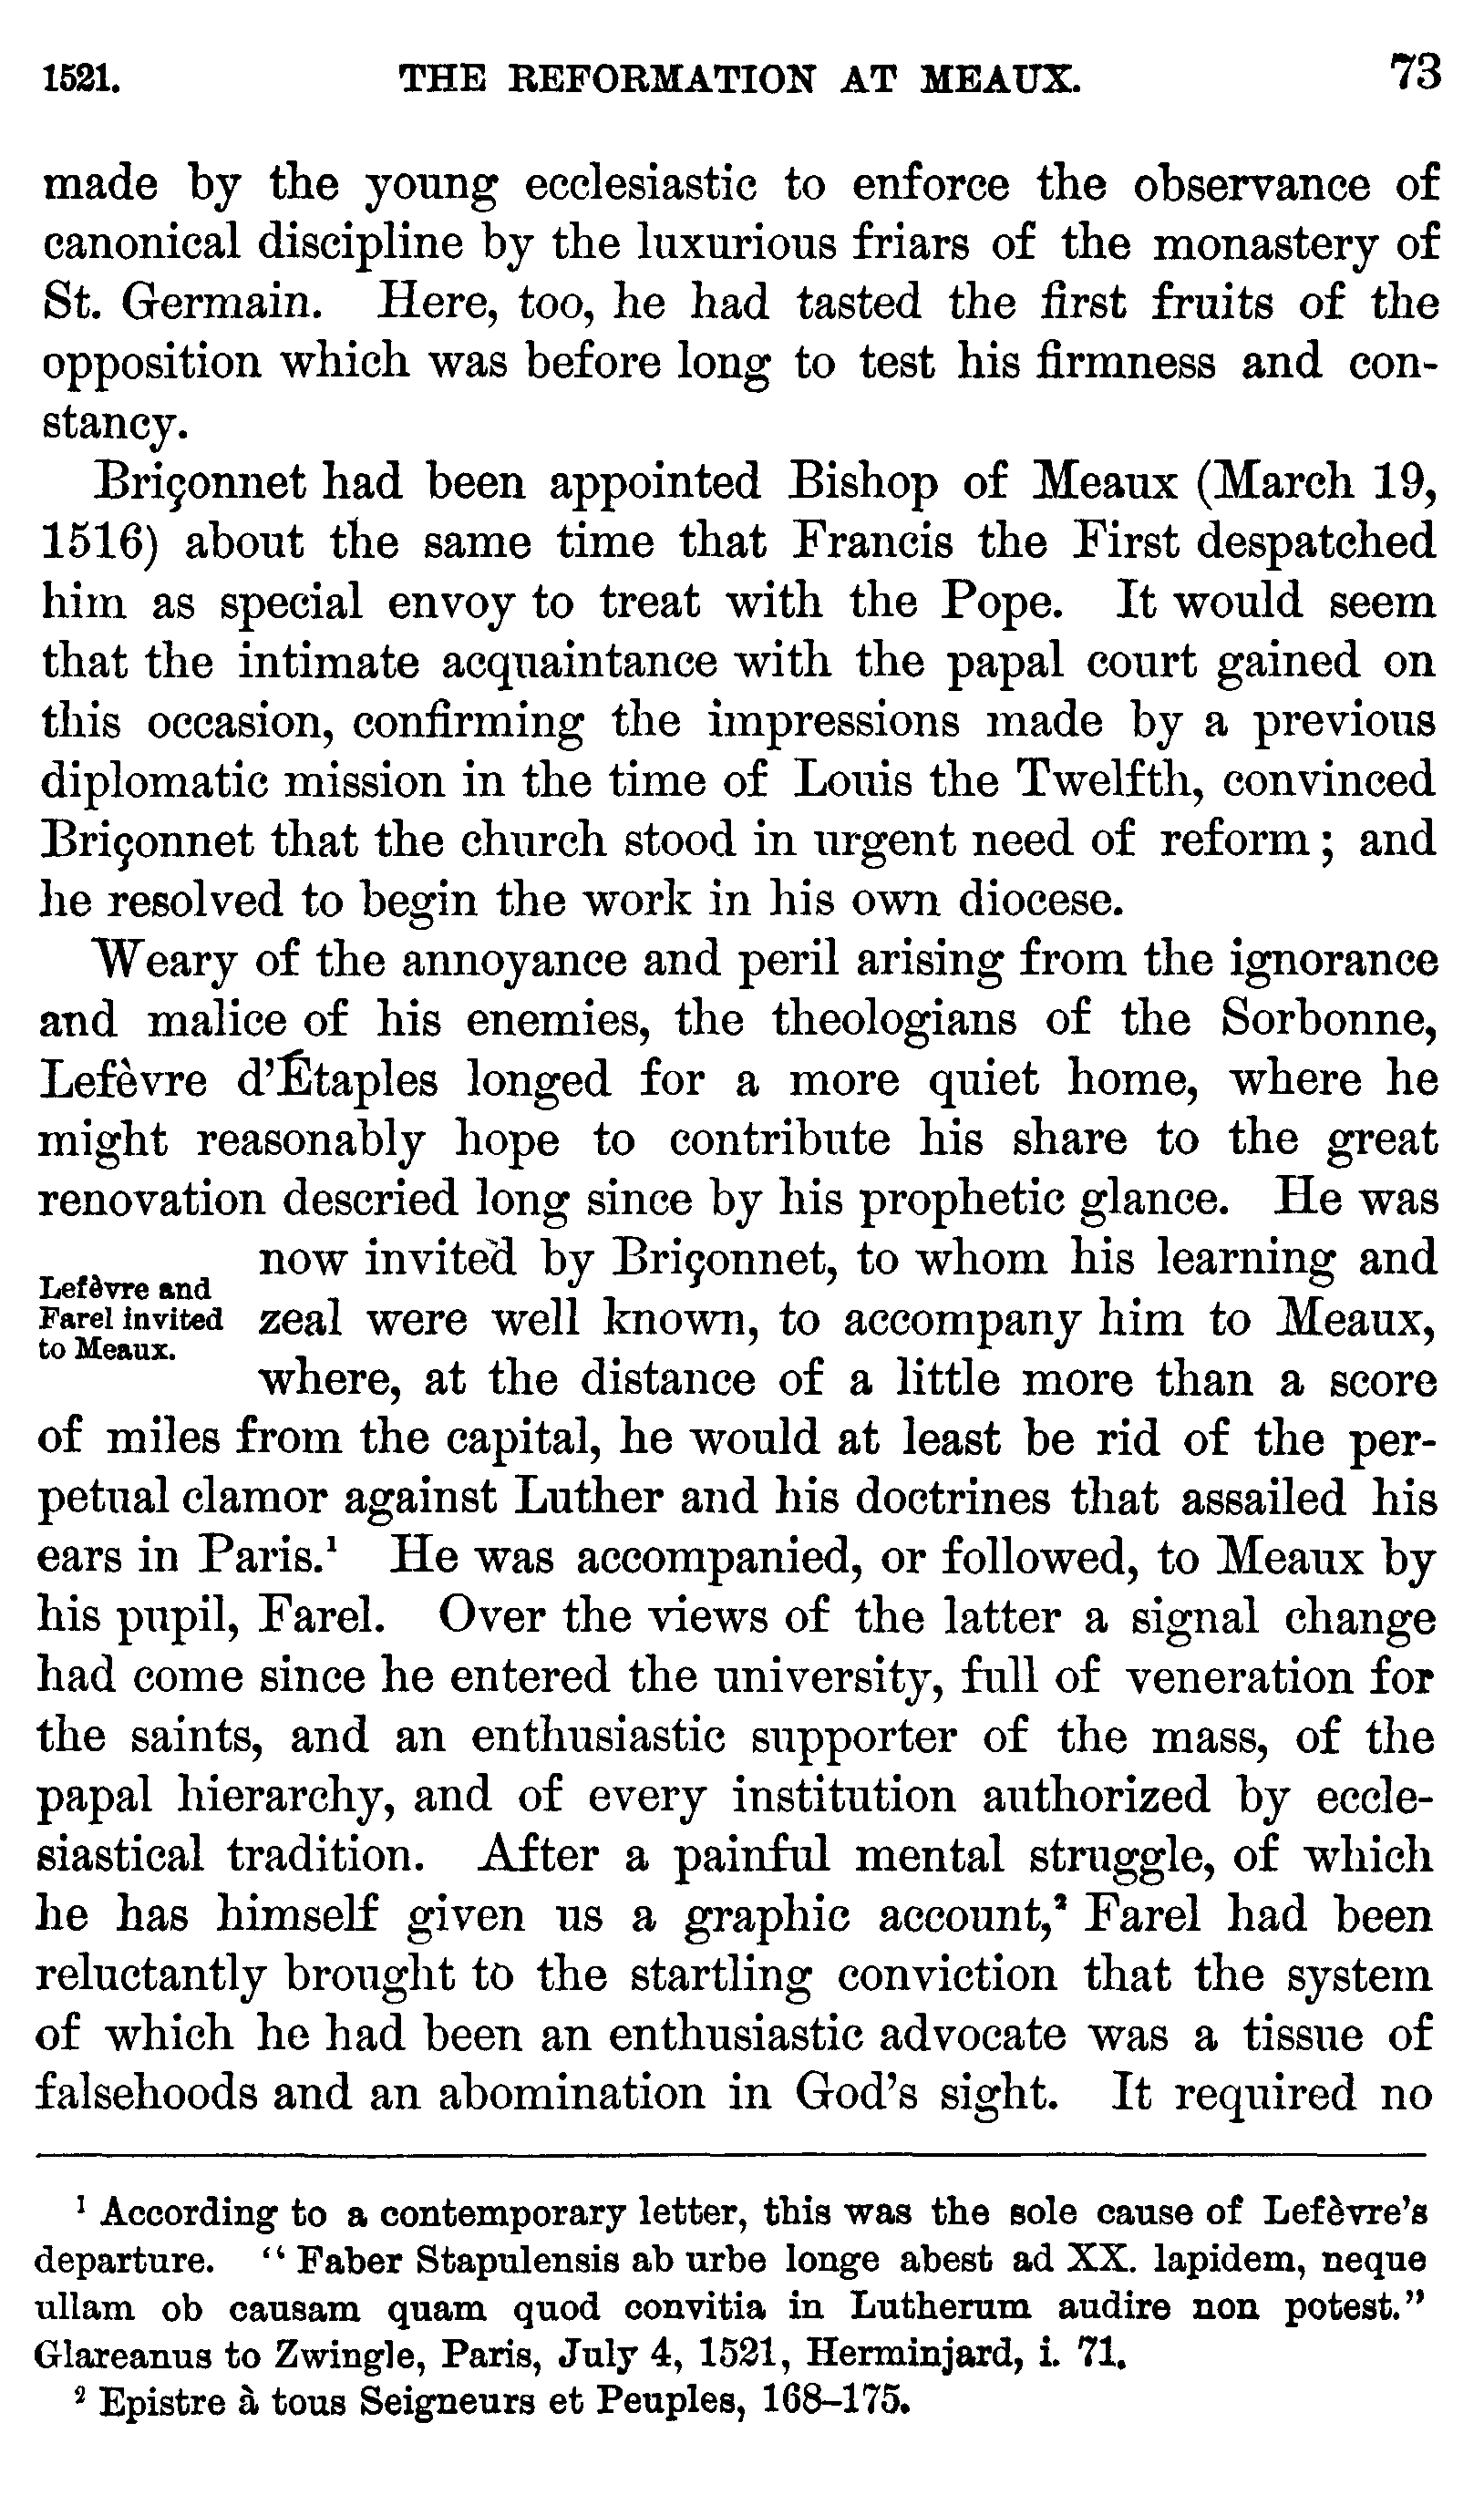 1521. THE REFORMATION AT MEAUX. 73
made by the young ecclesiastic to enforce the observance of
canonical discipline by the luxurious friars of the monastery of
St. Germain. Here, too, he had tasted the first fruits of the
opposition which was before long to test his firmness and con-
stancy.
Briçonnet had been appointed Bishop of Meaux (March 19,
1516) about the same time that Francis the First despatched
him as special envoy to treat with the Pope. It would seem
that the intimate acquaintance with the papal court gained on
this occasion, confirming the impressions made by a previous
diplomatic mission in the time of Louis the Twelfth, convinced
Briçonnet that the church stood in urgent need of reform; and
he resolved to begin the work in his own diocese.
Weary of the annoyance and peril arising from the ignorance
and malice of his enemies, the theologians of the Sorbonne,
Lefèvre d'Étaples longed for a more quiet home, where he
might reasonably hope to contribute his share to the great
renovation descried long since by his prophetic glance. He was
Lefèvre and
Farel invited
to Meaux.
now invited by Briçonnet, to whom his learning and
zeal were well known, to accompany him to Meaux,
where, at the distance of a little more than a score
of miles from the capital, he would at least be rid of the per-
petual clamor against Luther and his doctrines that assailed his
ears in Paris.¹ He was accompanied, or followed, to Meaux by
his pupil, Farel. Over the views of the latter a signal change
had come since he entered the university, full of veneration for
the saints, and an enthusiastic supporter of the mass, of the
papal hierarchy, and of every institution authorized by eccle-
siastical tradition. After a painful mental struggle, of which
he has himself given us a graphic account,² Farel had been
reluctantly brought to the startling conviction that the system
of which he had been an enthusiastic advocate was a tissue of
falsehoods and an abomination in God's sight. It required no
¹ According to a contemporary letter, this was the sole cause of Lefèvre's
departure. "Faber Stapulensis ab urbe longe abest ad XX. lapidem, neque
ullam ob causam quam quod convitia in Lutherum audire non potest."
Glareanus to Zwingle, Paris, July 4, 1521, Herminjard, i. 71.
² Epistre à tous Seigneurs et Peuples, 168–175.